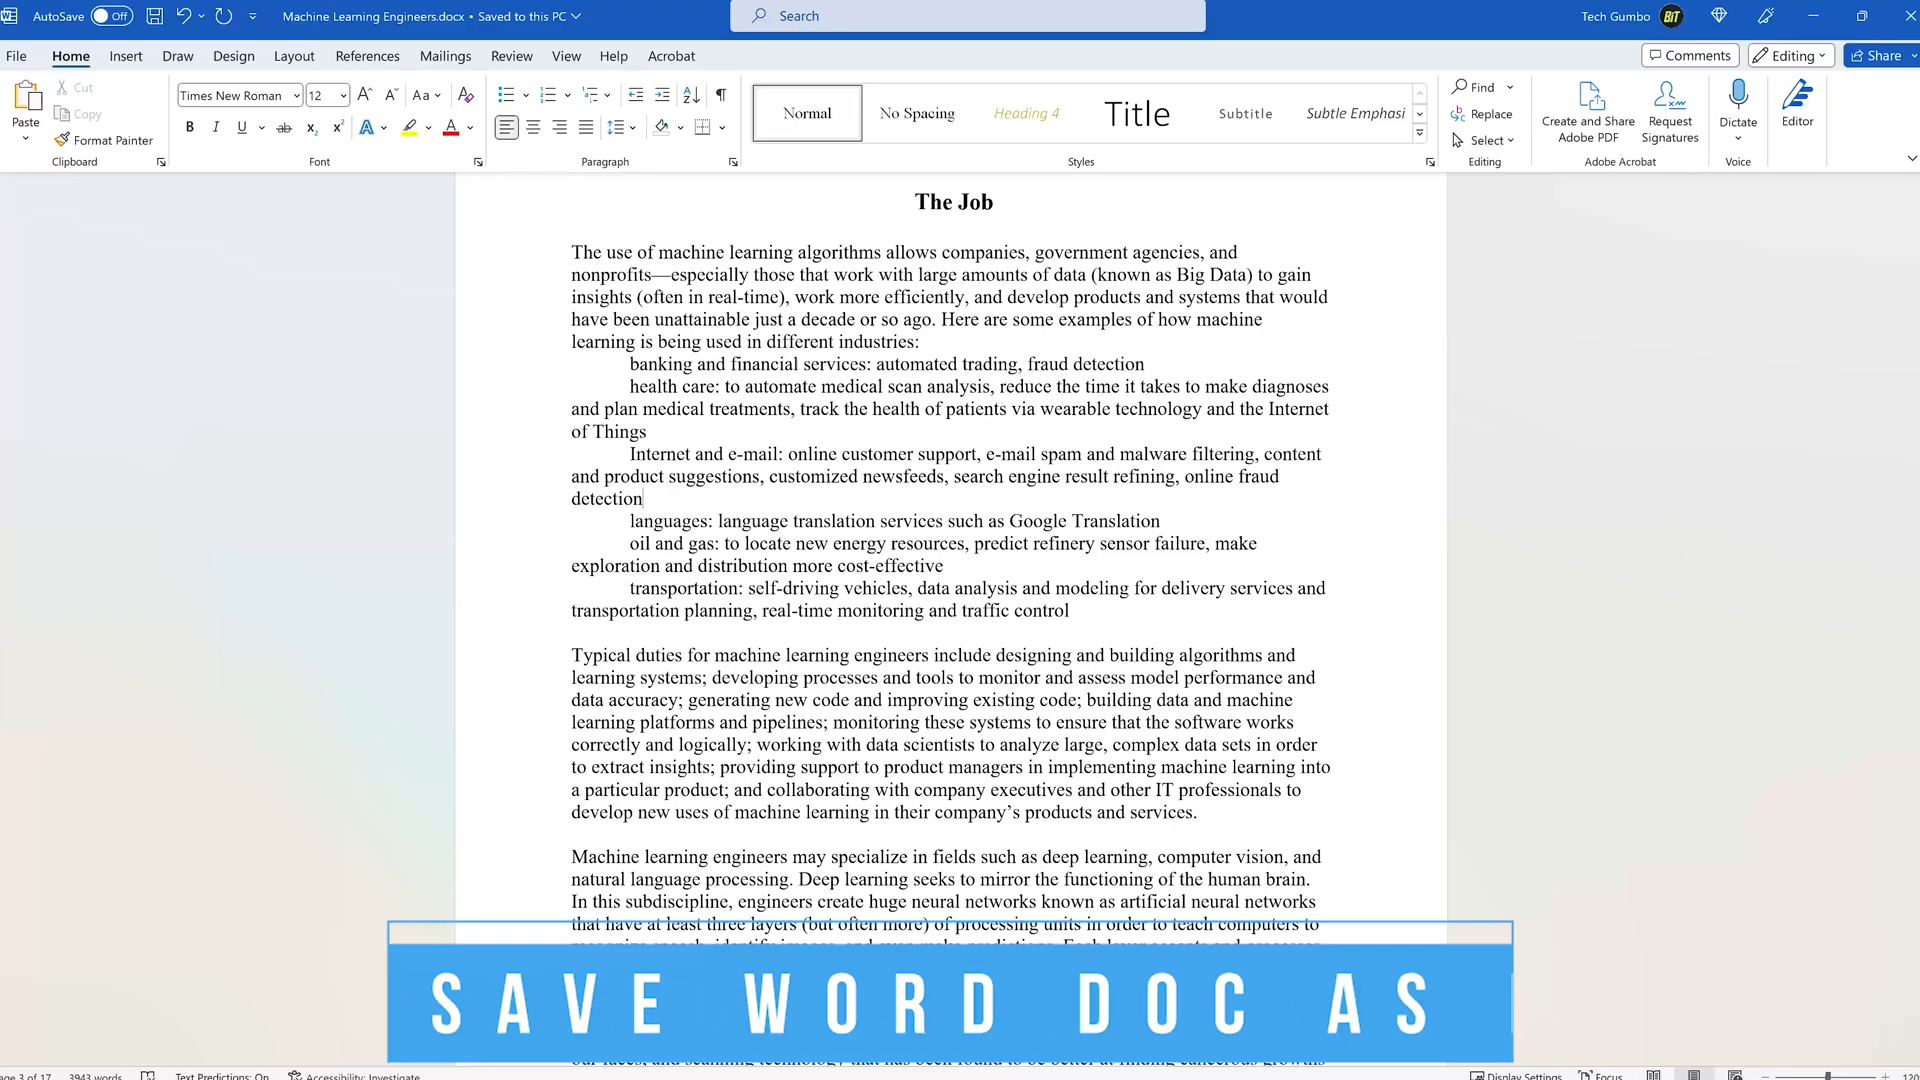 AutoSave Off Machine Learning Engineers.docx • Saved to this PC Search Tech Gumbo BiT
File Home Insert Draw Design Layout References Mailings Review View Help Acrobat Comments Editing Share
Paste Cut Copy Format Painter Clipboard
Times New Roman 12 Aa Font
B I U ab x₂ x² A A
Paragraph
Normal No Spacing Heading 4 Title Subtitle Subtle Emphasi Styles
Find Replace Select Editing
Create and Share Adobe PDF Request Signatures Adobe Acrobat
Dictate Voice
Editor
The Job
The use of machine learning algorithms allows companies, government agencies, and
nonprofits—especially those that work with large amounts of data (known as Big Data) to gain
insights (often in real-time), work more efficiently, and develop products and systems that would
have been unattainable just a decade or so ago. Here are some examples of how machine
learning is being used in different industries:
banking and financial services: automated trading, fraud detection
health care: to automate medical scan analysis, reduce the time it takes to make diagnoses
and plan medical treatments, track the health of patients via wearable technology and the Internet
of Things
Internet and e-mail: online customer support, e-mail spam and malware filtering, content
and product suggestions, customized newsfeeds, search engine result refining, online fraud
detection
languages: language translation services such as Google Translation
oil and gas: to locate new energy resources, predict refinery sensor failure, make
exploration and distribution more cost-effective
transportation: self-driving vehicles, data analysis and modeling for delivery services and
transportation planning, real-time monitoring and traffic control
Typical duties for machine learning engineers include designing and building algorithms and
learning systems; developing processes and tools to monitor and assess model performance and
data accuracy; generating new code and improving existing code; building data and machine
learning platforms and pipelines; monitoring these systems to ensure that the software works
correctly and logically; working with data scientists to analyze large, complex data sets in order
to extract insights; providing support to product managers in implementing machine learning into
a particular product; and collaborating with company executives and other IT professionals to
develop new uses of machine learning in their company’s products and services.
Machine learning engineers may specialize in fields such as deep learning, computer vision, and
natural language processing. Deep learning seeks to mirror the functioning of the human brain.
In this subdiscipline, engineers create huge neural networks known as artificial neural networks
that have at least three layers (but often more) of processing units in order to teach computers to
SAVE WORD DOC AS
age 3 of 17 3943 words Text Predictions: On Accessibility: Investigate Display Settings Focus 120